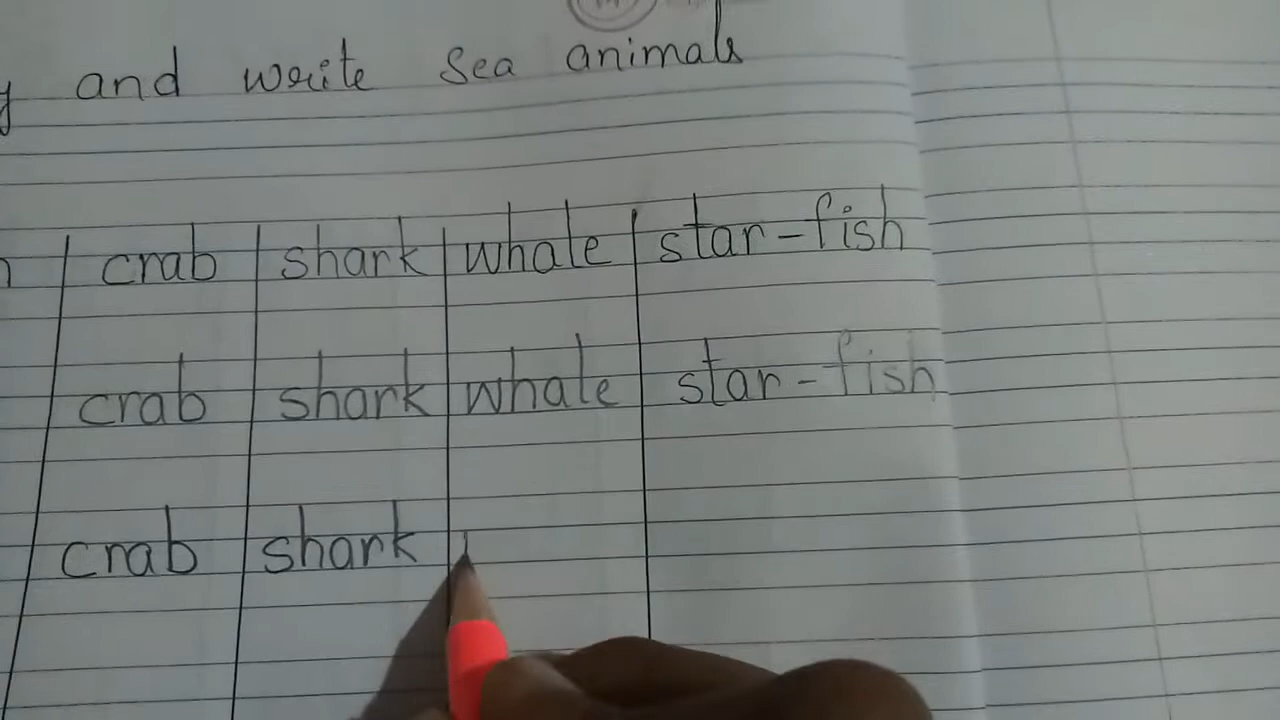 and write sea animals
crab shark whale star-fish
crab shark whale star-fish
crab shark